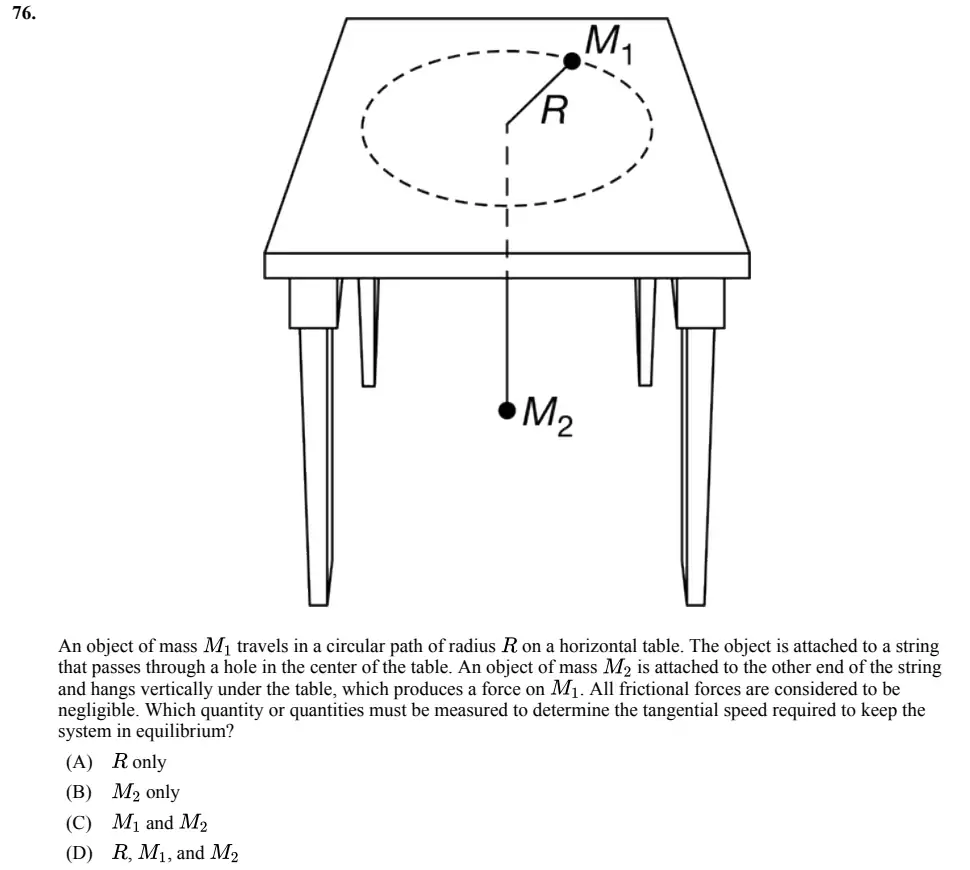 76.
M₁
R
M₂
An object of mass M₁ travels in a circular path of radius R on a horizontal table. The object is attached to a string
that passes through a hole in the center of the table. An object of mass M₂ is attached to the other end of the string
and hangs vertically under the table, which produces a force on M₁. All frictional forces are considered to be
negligible. Which quantity or quantities must be measured to determine the tangential speed required to keep the
system in equilibrium?
(A) R only
(B) M₂ only
(C) M₁ and M₂
(D) R, M₁, and M₂